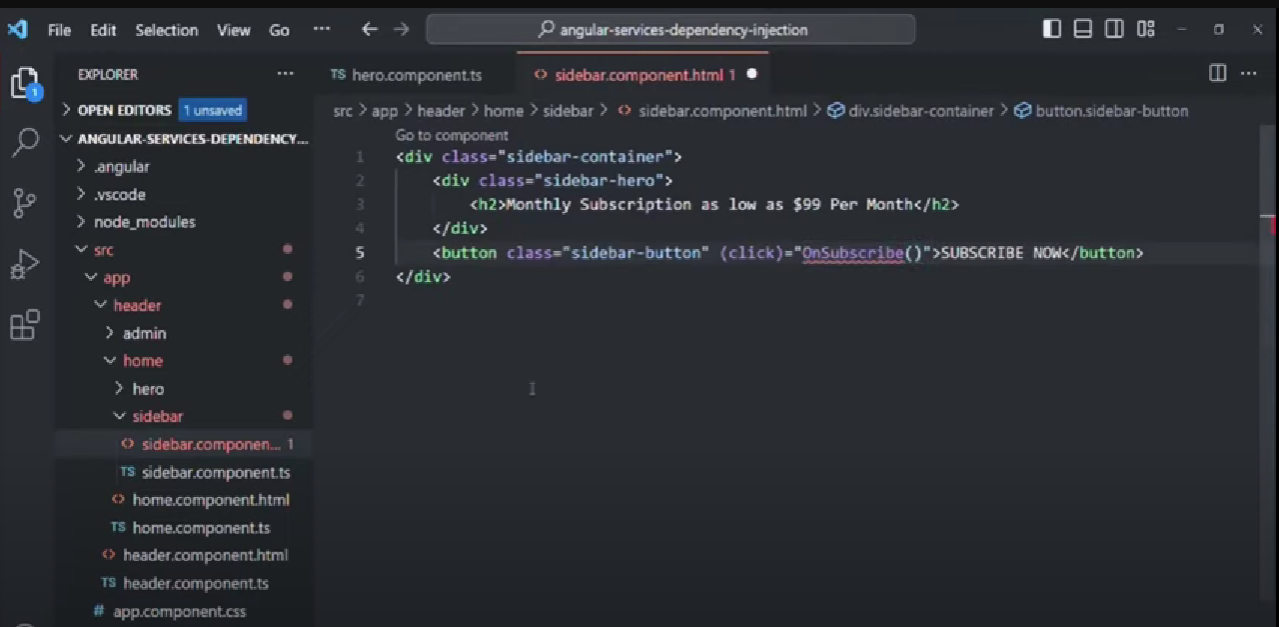 File Edit Selection View Go ··· angular-services-dependency-injection
EXPLORER ···
OPEN EDITORS 1 unsaved
ANGULAR-SERVICES-DEPENDENCY...
.angular
.vscode
node_modules
src
app
header
admin
home
hero
sidebar
sidebar.componen... 1
TS sidebar.component.ts
home.component.html
TS home.component.ts
header.component.html
TS header.component.ts
# app.component.css
1
TS hero.component.ts <> sidebar.component.html 1
src > app > header > home > sidebar > <> sidebar.component.html > div.sidebar-container > button.sidebar-button
Go to component
1 <div class="sidebar-container">
2 <div class="sidebar-hero">
3 <h2>Monthly Subscription as low as $99 Per Month</h2>
4 </div>
5 <button class="sidebar-button" (click)="OnSubscribe()">SUBSCRIBE NOW</button>
6 </div>
7